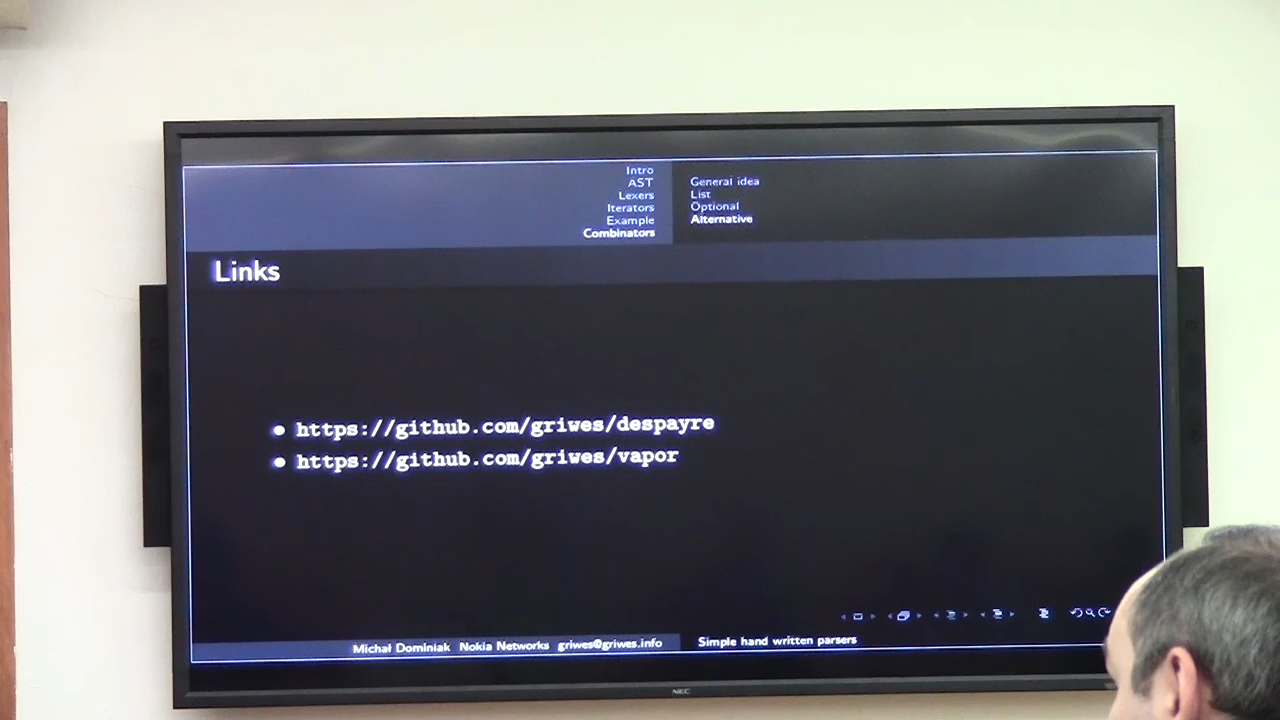 Intro
AST
Lexers
Iterators
Example
Combinators
General idea
List
Optional
Alternative
Links
• https://github.com/griwes/despayre
• https://github.com/griwes/vapor
Michał Dominiak Nokia Networks griwes@griwes.info
Simple hand written parsers
NEC